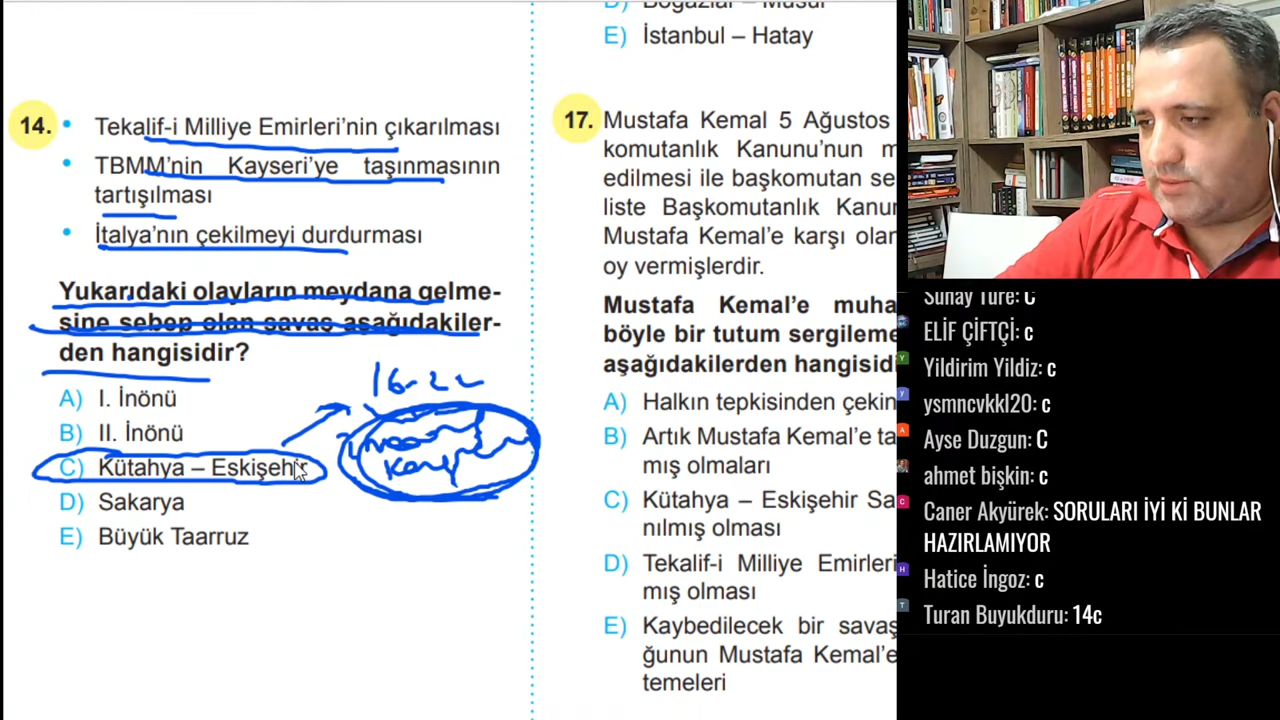 14. • Tekalif-i Milliye Emirleri'nin çıkarılması
• TBMM'nin Kayseri'ye taşınmasının
tartışılması
• İtalya'nın çekilmeyi durdurması
Yukarıdaki olayların meydana gelme-
sine sebep olan savaş aşağıdakiler-
den hangisidir?
A) I. İnönü
B) II. İnönü
C) Kütahya – Eskişehir
D) Sakarya
E) Büyük Taarruz
16-22
D) Boğazlar – Musul
E) İstanbul – Hatay
17. Mustafa Kemal 5 Ağustos
komutanlık Kanunu'nun m
edilmesi ile başkomutan se
liste Başkomutanlık Kanu
Mustafa Kemal'e karşı olan
oy vermişlerdir.
Mustafa Kemal'e muha
böyle bir tutum sergileme
aşağıdakilerden hangisid
A) Halkın tepkisinden çekin
B) Artık Mustafa Kemal'e ta
mış olmaları
C) Kütahya – Eskişehir Sa
nılmış olması
D) Tekalif-i Milliye Emirleri
mış olması
E) Kaybedilecek bir savaş
ğunun Mustafa Kemal'e
temeleri
Sunay Türe: C
ELİF ÇİFTÇİ: c
Yildirim Yildiz: c
ysmncvkkl20: c
Ayse Duzgun: C
ahmet bişkin: c
Caner Akyürek: SORULARI İYİ Kİ BUNLAR
HAZIRLAMIYOR
Hatice İngoz: c
Turan Buyukduru: 14c